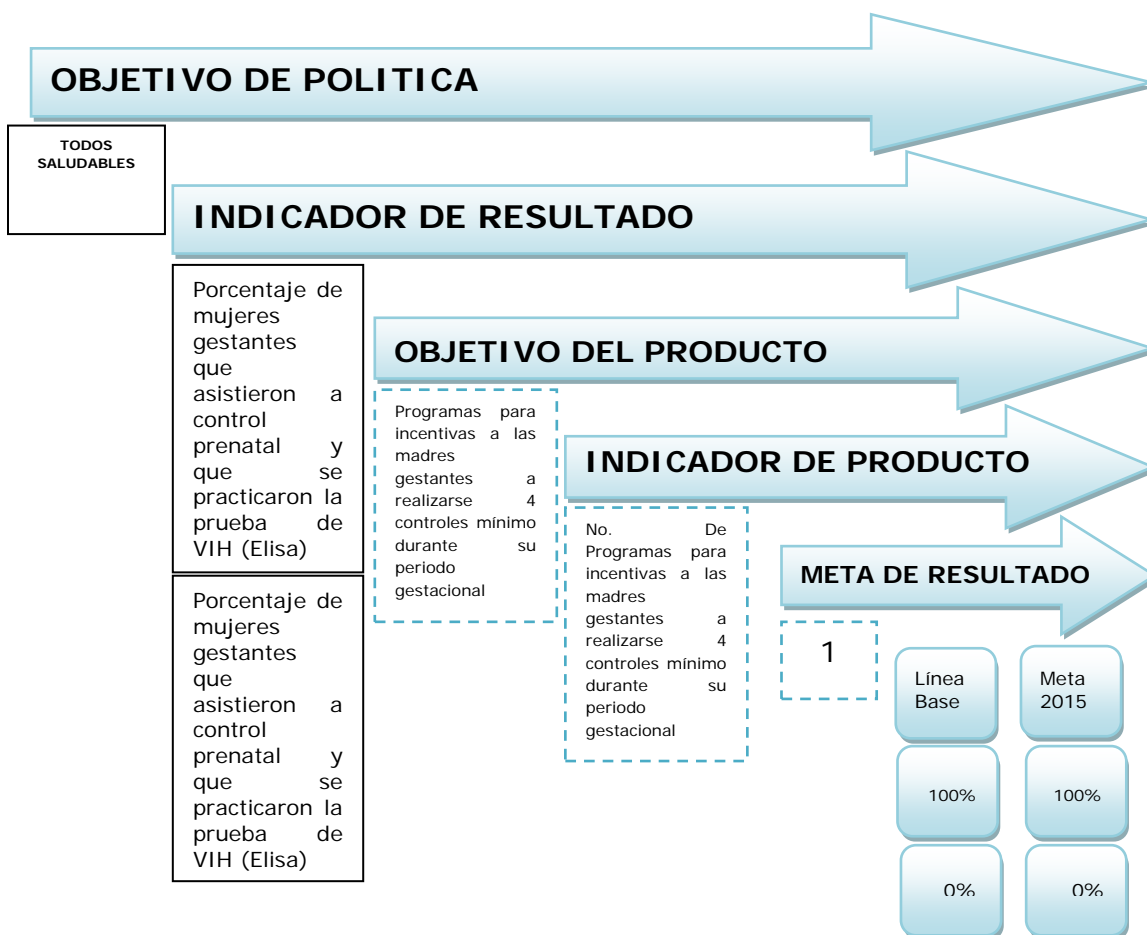 OBJETIVO DE POLITICA
TODOS
SALUDABLES
INDICADOR DE RESULTADO
Porcentaje de
mujeres
gestantes
que
asistieron a
control
prenatal y
que se
practicaron la
prueba de
VIH (Elisa)
Porcentaje de
mujeres
gestantes
que
asistieron a
control
prenatal y
que se
practicaron la
prueba de
VIH (Elisa)
OBJETIVO DEL PRODUCTO
Programas para
incentivas a las
madres
gestantes a
realizarse 4
controles mínimo
durante su
periodo
gestacional
INDICADOR DE PRODUCTO
No. De
Programas para
incentivas a las
madres
gestantes a
realizarse 4
controles mínimo
durante su
periodo
gestacional
META DE RESULTADO
1
Línea
Base
Meta
2015
100%
100%
0%
0%